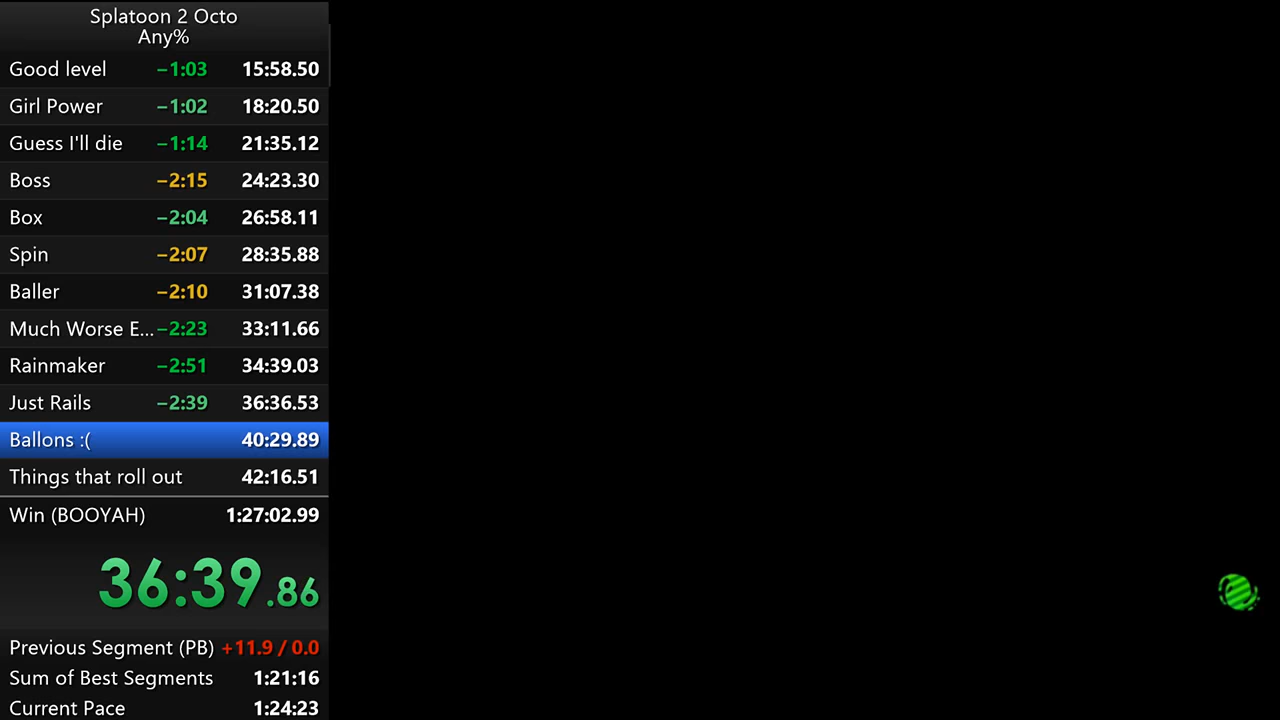 Splatoon 2 Octo
Any%
Good level −1:03 15:58.50
Girl Power −1:02 18:20.50
Guess I'll die −1:14 21:35.12
Boss −2:15 24:23.30
Box −2:04 26:58.11
Spin −2:07 28:35.88
Baller −2:10 31:07.38
Much Worse E... −2:23 33:11.66
Rainmaker −2:51 34:39.03
Just Rails −2:39 36:36.53
Ballons :( 40:29.89
Things that roll out 42:16.51
Win (BOOYAH) 1:27:02.99
36:39.86
Previous Segment (PB) +11.9 / 0.0
Sum of Best Segments 1:21:16
Current Pace 1:24:23